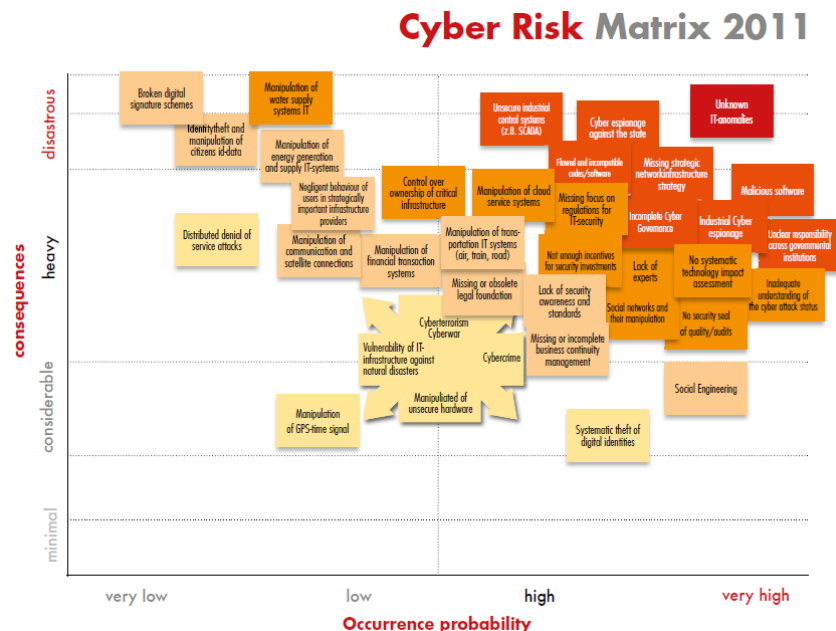 Cyber Risk Matrix 2011
consequences
disastrous
heavy
considerable
minimal
Broken digital
signature schemes
Manipulation of
water supply
systems IT
Identitytheft and
manipulation of
citizens id-data
Manipulation of
energy generation
and supply IT-systems
Negligent behaviour of
users in strategically
important infrastructure
providers
Control over
ownership of critical
infrastructure
Distributed denial of
service attacks
Manipulation of
communication and
satellite connections
Manipulation of
financial transaction
systems
Unsecure industrial
control systems
(z.B. SCADA)
Cyber espionage
against the state
Unknown
IT-anomalies
Flawed and incompatible
codes/software
Missing strategic
networkinfrastructure
strategy
Malicious software
Manipulation of cloud
service systems
Missing focus on
regulations for
IT-security
Incomplete Cyber
Governance
Industrial Cyber
espionage
Unclear responsibility
across governmental
institutions
Manipulation of trans-
portation IT systems
(air, train, road)
Not enough incentives
for security investments
Lack of
experts
No systematic
technology impact
assessment
Inadequate
understanding of
the cyber attack status
Missing or obsolete
legal foundation
Lack of security
awareness and
standards
Social networks and
their manipulation
No security seal
of quality/audits
Missing or incomplete
business continuity
management
Cyberterrorism
Cyberwar
Vulnerability of IT-
infrastructure against
natural disasters
Cybercrime
Manipuliated of
unsecure hardware
Manipulation
of GPS-time signal
Systematic theft of
digital identities
Social Engineering
very low
low
high
very high
Occurrence probability